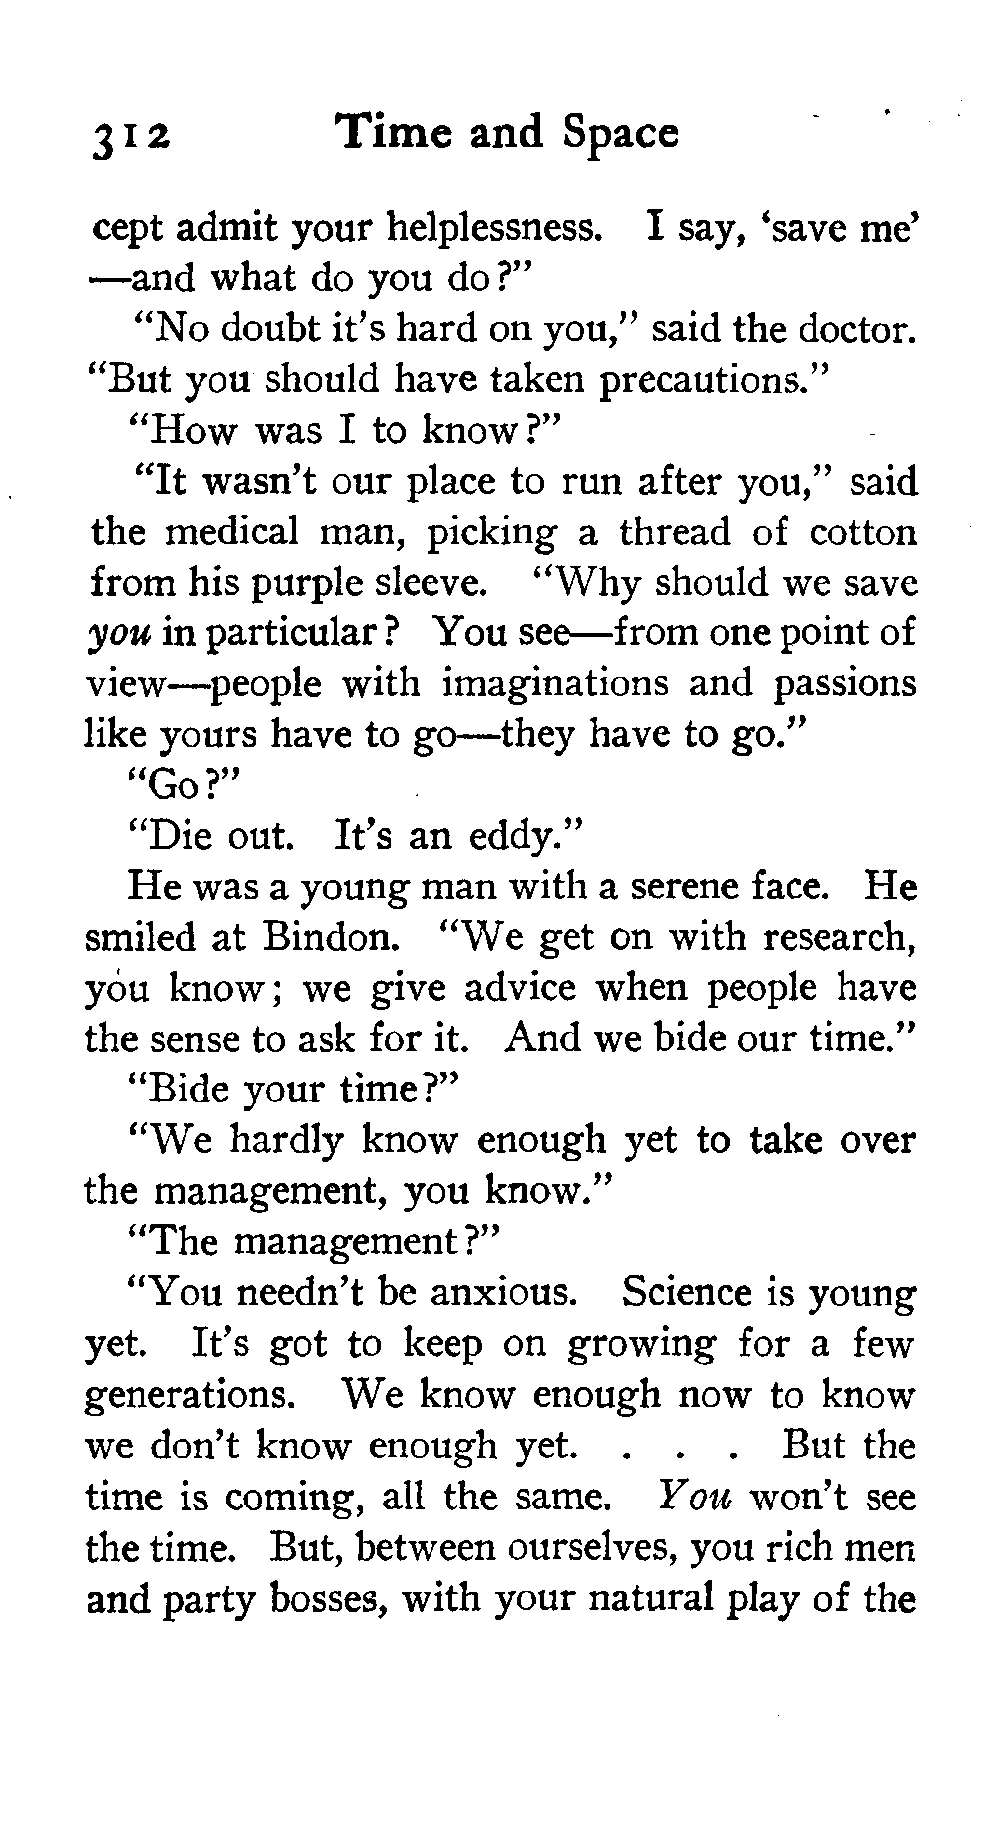 312 Time and Space
cept admit your helplessness. I say, ‘save me’
—and what do you do?”
“No doubt it’s hard on you,” said the doctor.
“But you should have taken precautions.”
“How was I to know?”
“It wasn’t our place to run after you,” said
the medical man, picking a thread of cotton
from his purple sleeve. “Why should we save
you in particular? You see—from one point of
view—people with imaginations and passions
like yours have to go—they have to go.”
“Go?”
“Die out. It’s an eddy.”
He was a young man with a serene face. He
smiled at Bindon. “We get on with research,
you know; we give advice when people have
the sense to ask for it. And we bide our time.”
“Bide your time?”
“We hardly know enough yet to take over
the management, you know.”
“The management?”
“You needn’t be anxious. Science is young
yet. It’s got to keep on growing for a few
generations. We know enough now to know
we don’t know enough yet. . . . But the
time is coming, all the same. You won’t see
the time. But, between ourselves, you rich men
and party bosses, with your natural play of the